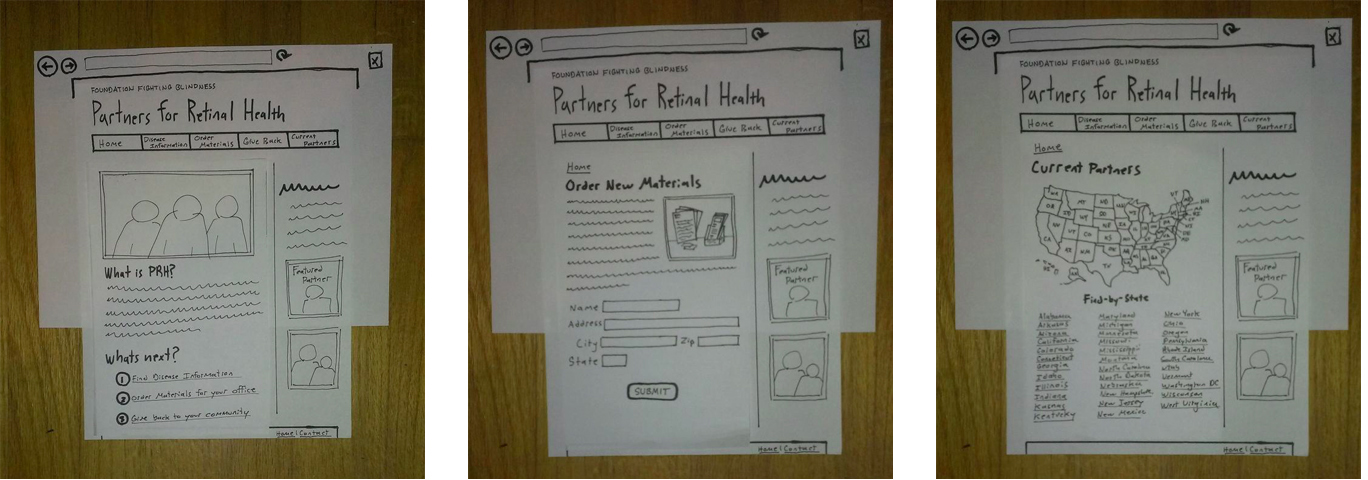 FOUNDATION FIGHTING BLINDNESS
Partners for Retinal Health
Home
Disease Information
Order Materials
Give Back
Current Partners
What is PRH?
Featured Partner
Whats next?
1 Find Disease Information
2 Order Materials for your office
3 Give back to your community
Home | Contact
X
FOUNDATION FIGHTING BLINDNESS
Partners for Retinal Health
Home
Disease Information
Order Materials
Give Back
Current Partners
Home
Order New Materials
Featured Partner
Name
Address
City
Zip
State
SUBMIT
Home | Contact
X
FOUNDATION FIGHTING BLINDNESS
Partners for Retinal Health
Home
Disease Information
Order Materials
Give Back
Current Partners
Home
Current Partners
Featured Partner
Find-by-State
Alabama
Arkansas
Arizona
California
Colorado
Georgia
Idaho
Illinois
Indiana
Kansas
Kentucky
Maryland
Michigan
Minnesota
Missouri
Mississippi
Montana
North Carolina
North Dakota
Nebraska
New Hampshire
New Jersey
New Mexico
New York
Ohio
Oregon
Pennsylvania
Rhode Island
South Carolina
Utah
Vermont
Washington DC
Wisconsin
West Virginia
Home | Contact
X